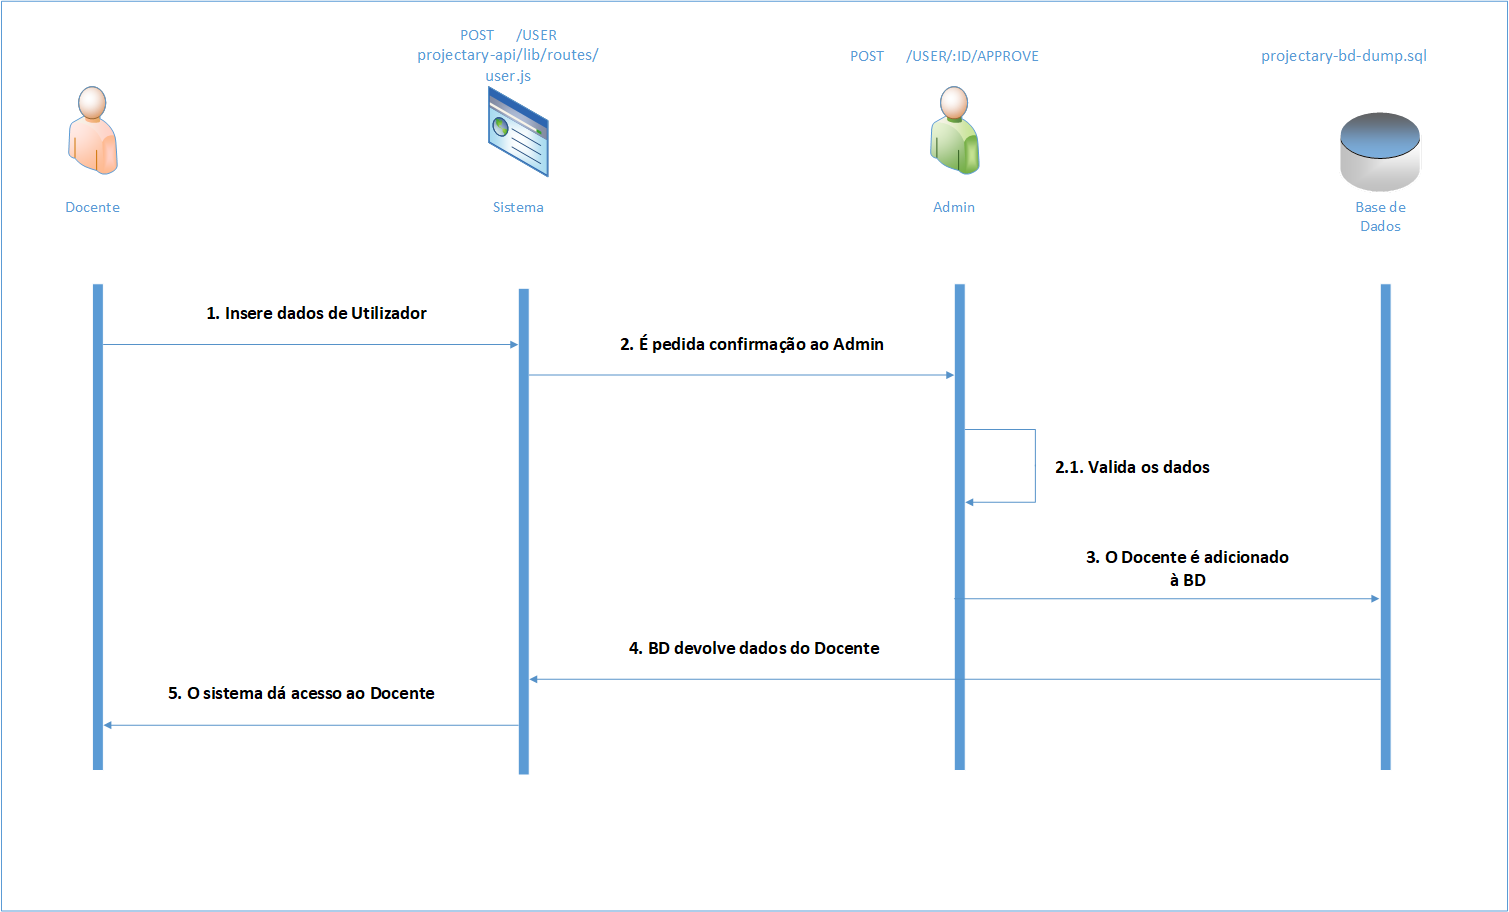 POST /USER
projectary-api/lib/routes/
user.js
POST /USER/:ID/APPROVE
projectary-bd-dump.sql
Docente
Sistema
Admin
Base de
Dados
1. Insere dados de Utilizador
2. É pedida confirmação ao Admin
2.1. Valida os dados
3. O Docente é adicionado
à BD
4. BD devolve dados do Docente
5. O sistema dá acesso ao Docente